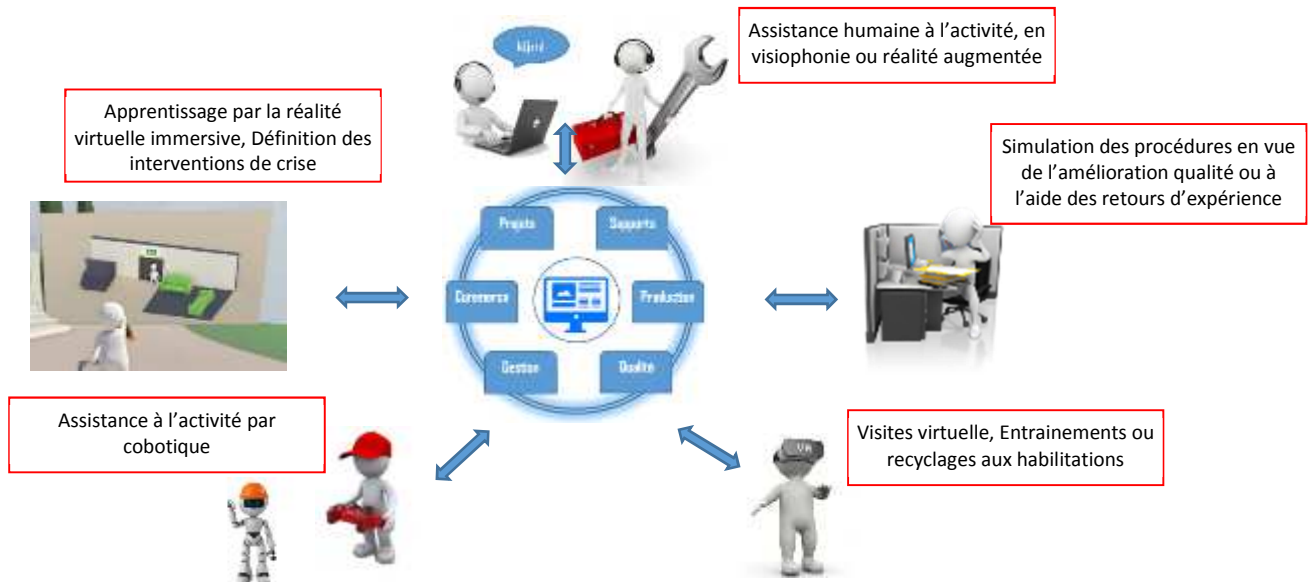 Assistance humaine à l’activité, en
visiophonie ou réalité augmentée
Apprentissage par la réalité
virtuelle immersive, Définition des
interventions de crise
Simulation des procédures en vue
de l’amélioration qualité ou à
l’aide des retours d’expérience
Projets
Supports
Commerce
Production
Gestion
Qualité
Assistance à l’activité par
cobotique
VR
Visites virtuelle, Entrainements ou
recyclages aux habilitations